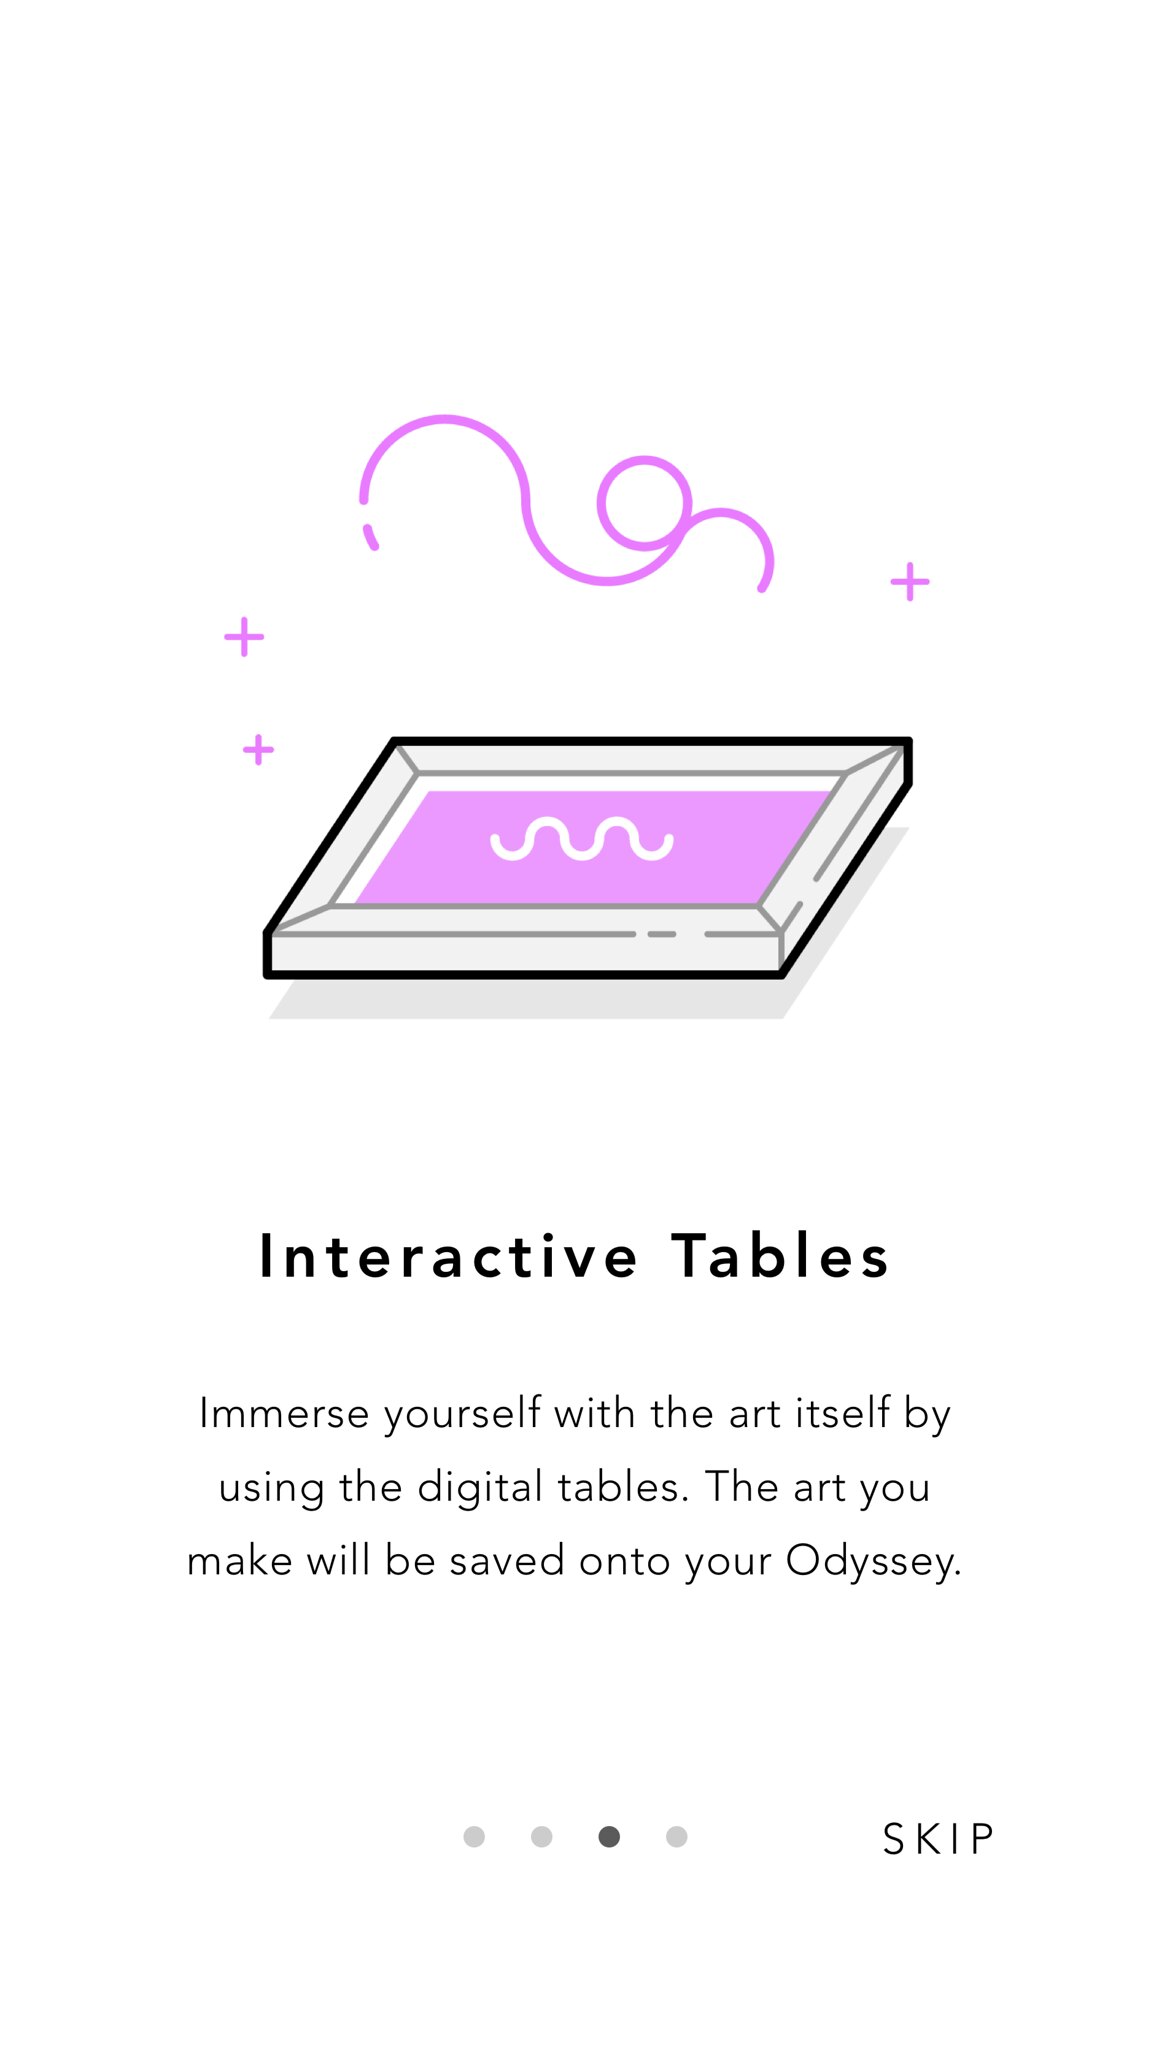 Interactive Tables
Immerse yourself with the art itself by
using the digital tables. The art you
make will be saved onto your Odyssey.
SKIP